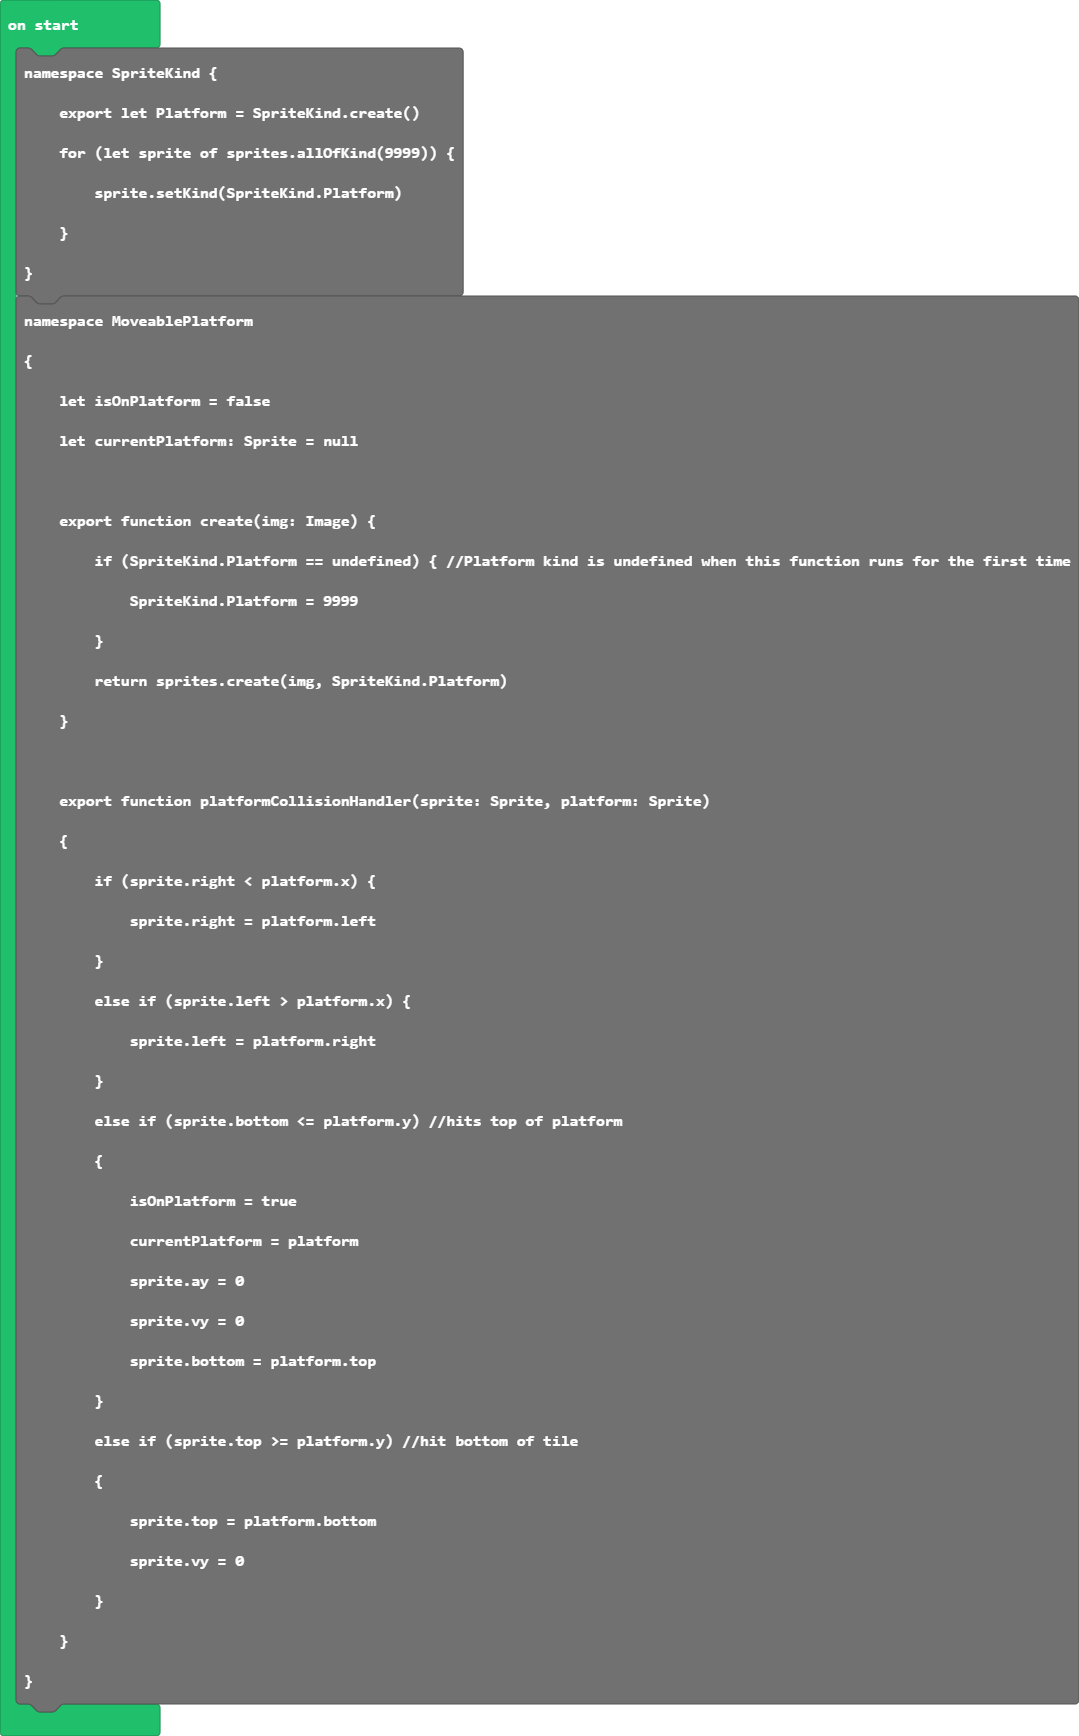 on start
namespace SpriteKind {
    export let Platform = SpriteKind.create()
    for (let sprite of sprites.allOfKind(9999)) {
        sprite.setKind(SpriteKind.Platform)
    }
}
namespace MoveablePlatform
{
    let isOnPlatform = false
    let currentPlatform: Sprite = null
    export function create(img: Image) {
        if (SpriteKind.Platform == undefined) { //Platform kind is undefined when this function runs for the first time
            SpriteKind.Platform = 9999
        }
        return sprites.create(img, SpriteKind.Platform)
    }
    export function platformCollisionHandler(sprite: Sprite, platform: Sprite)
    {
        if (sprite.right < platform.x) {
            sprite.right = platform.left
        }
        else if (sprite.left > platform.x) {
            sprite.left = platform.right
        }
        else if (sprite.bottom <= platform.y) //hits top of platform
        {
            isOnPlatform = true
            currentPlatform = platform
            sprite.ay = 0
            sprite.vy = 0
            sprite.bottom = platform.top
        }
        else if (sprite.top >= platform.y) //hit bottom of tile
        {
            sprite.top = platform.bottom
            sprite.vy = 0
        }
    }
}